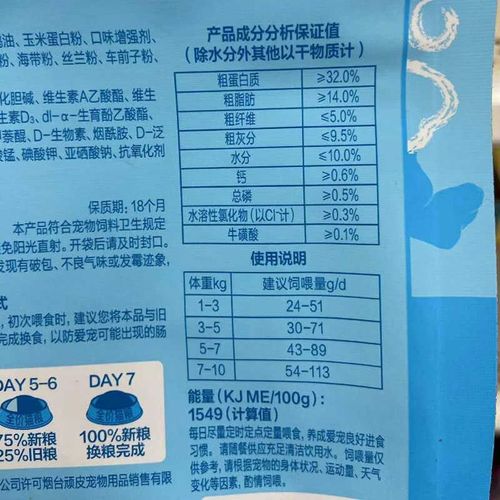 油、玉米蛋白粉、口味增强剂、
粉、海带粉、丝兰粉、车前子粉、
化胆碱、维生素A乙酸酯、维生
生素D₃、dl-α-生育酚乙酸酯、
萘醌、D-生物素、烟酰胺、D-泛
酸锰、碘酸钾、亚硒酸钠、抗氧化剂
保质期：18个月
本产品符合宠物饲料卫生规定
免阳光直射。开袋后请及时封口。
发现有破包、不良气味或发霉迹象，
式
初次喂食时，建议您将本品与旧
完成换食，以防爱宠可能出现的肠
DAY 5-6 DAY 7
全价猫粮 全价猫粮
75%新粮 100%新粮
25%旧粮 换粮完成
公司许可烟台顽皮宠物用品销售有限
产品成分分析保证值
（除水分外其他以干物质计）
粗蛋白质 ≥32.0%
粗脂肪 ≥14.0%
粗纤维 ≤5.0%
粗灰分 ≤9.5%
水分 ≤10.0%
钙 ≥0.6%
总磷 ≥0.5%
水溶性氯化物（以Cl⁻计） ≥0.3%
牛磺酸 ≥0.1%
使用说明
体重kg 建议饲喂量g/d
1-3 24-51
3-5 30-71
5-7 43-89
7-10 54-113
能量（KJ ME/100g）：
1549（计算值）
每日尽量定时定点定量喂食，养成爱宠良好进食
习惯。请随餐供应充足清洁饮用水。饲喂量仅
供参考，请根据宠物的身体状况、运动量、天气
变化等因素，酌情饲喂。